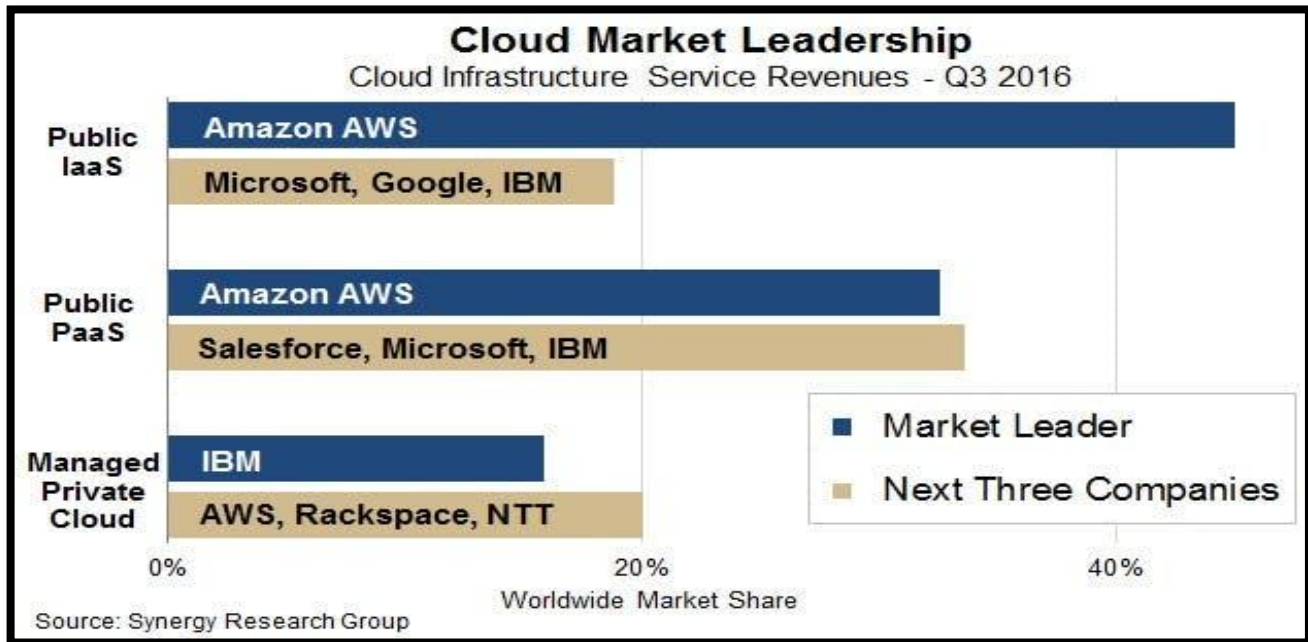 Cloud Market Leadership
Cloud Infrastructure Service Revenues - Q3 2016
Public
IaaS
Amazon AWS
Microsoft, Google, IBM
Public
PaaS
Amazon AWS
Salesforce, Microsoft, IBM
Managed
Private
Cloud
IBM
AWS, Rackspace, NTT
Market Leader
Next Three Companies
0%
20%
40%
Worldwide Market Share
Source: Synergy Research Group